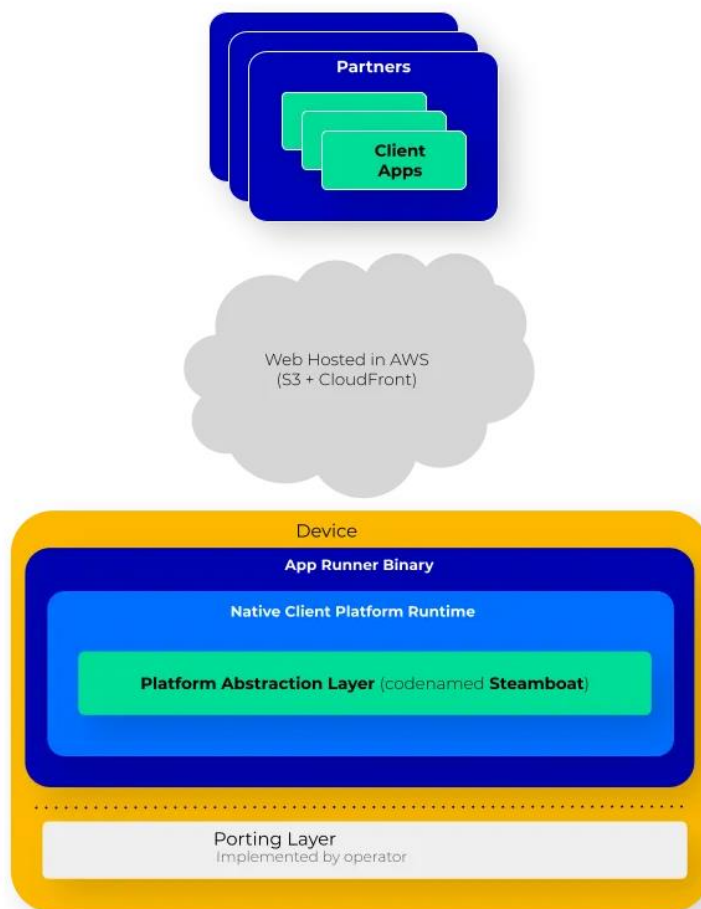 Partners
Client
Apps
Web Hosted in AWS
(S3 + CloudFront)
Device
App Runner Binary
Native Client Platform Runtime
Platform Abstraction Layer (codenamed Steamboat)
Porting Layer
Implemented by operator